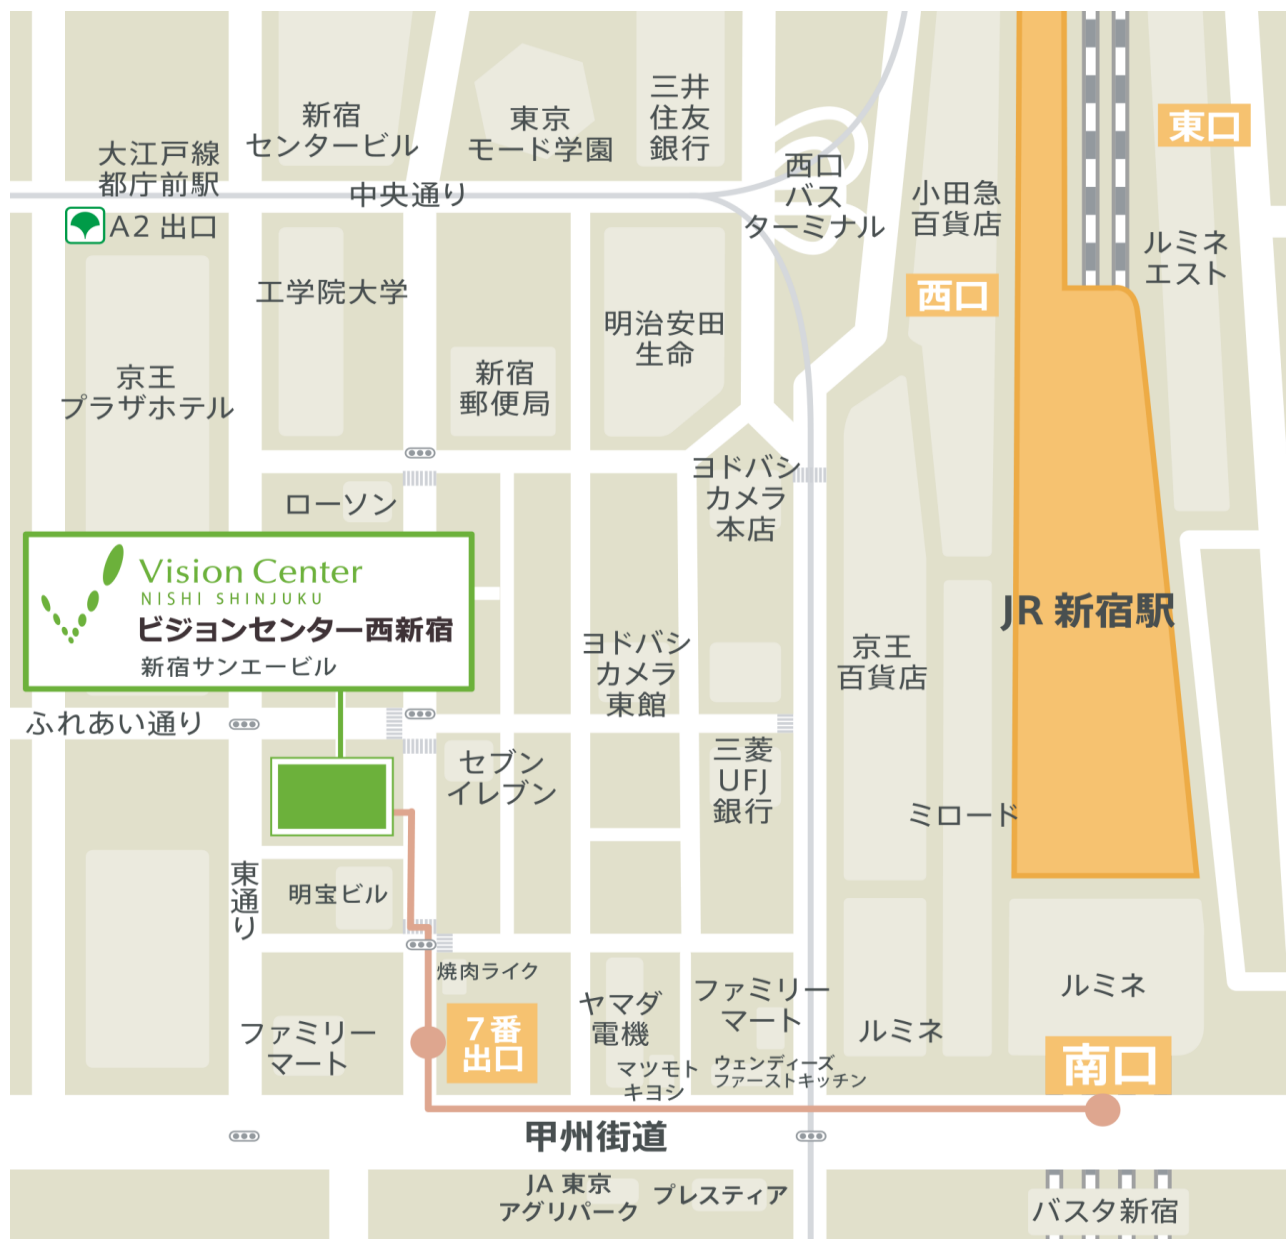 新宿
センタービル
東京
モード学園
三井
住友
銀行
東口
大江戸線
都庁前駅
A2 出口
中央通り
西口
バス
ターミナル
小田急
百貨店
ルミネ
エスト
工学院大学
西口
明治安田
生命
京王
プラザホテル
新宿
郵便局
ローソン
ヨドバシ
カメラ
本店
Vision Center
NISHI SHINJUKU
ビジョンセンター西新宿
新宿サンエービル
JR 新宿駅
ヨドバシ
カメラ
東館
京王
百貨店
ふれあい通り
セブン
イレブン
三菱
UFJ
銀行
ミロード
東通り
明宝ビル
焼肉ライク
ファミリー
マート
7番
出口
ヤマダ
電機
ファミリー
マート
ルミネ
ルミネ
マツモト
キヨシ
ウェンディーズ
ファーストキッチン
南口
甲州街道
JA 東京
アグリパーク
プレスティア
バスタ新宿